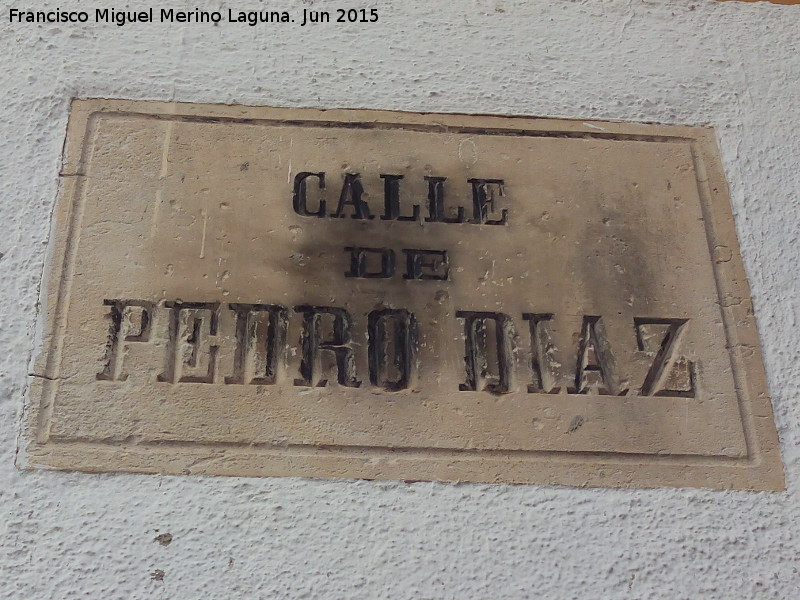 Francisco Miguel Merino Laguna. Jun 2015
CALLE
DE
PEDRO DIAZ